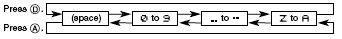 Press Ⓓ.
(space) 0 to 9 .. to ·· Z to A
Press Ⓐ.